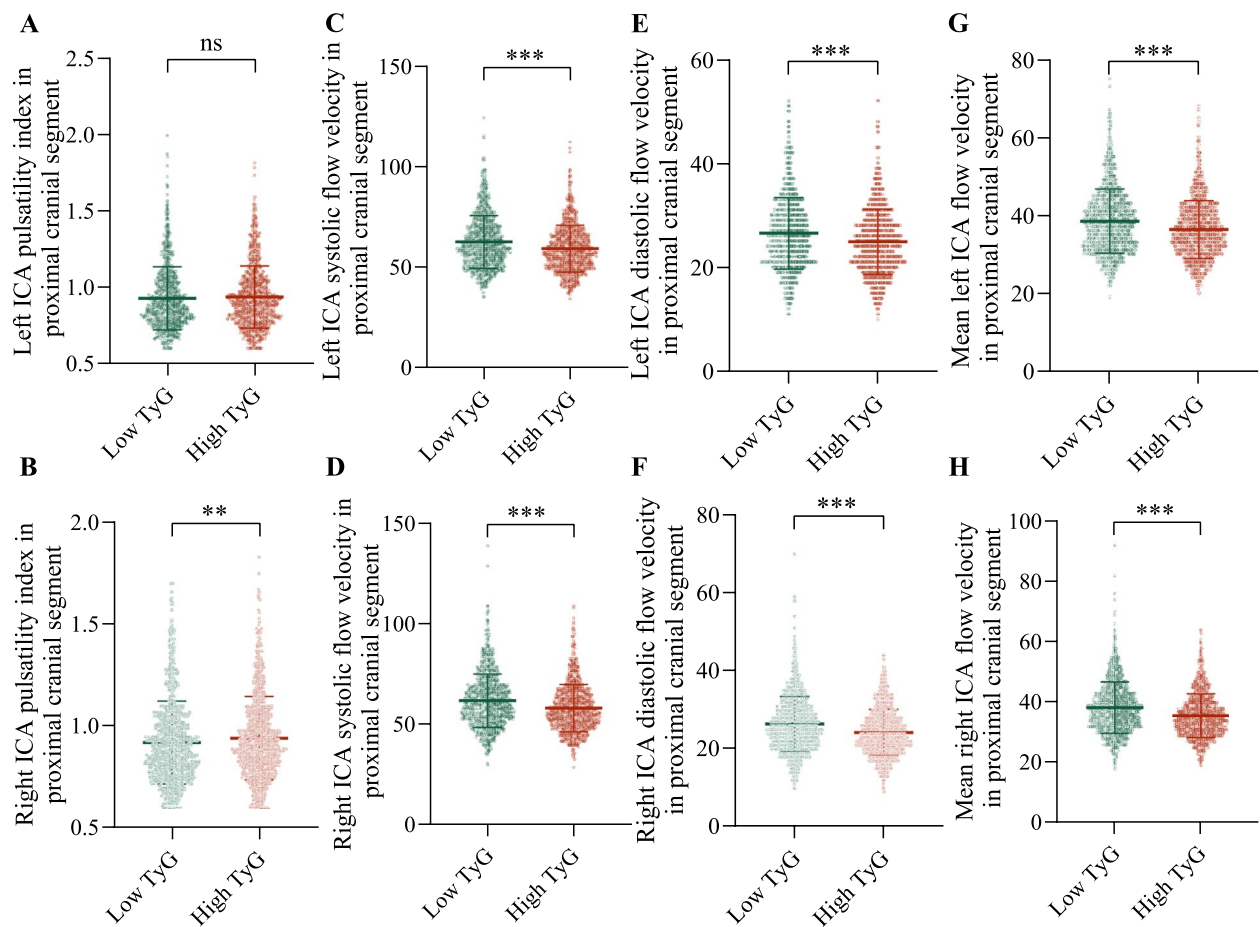 A
Left ICA pulsatility index in
proximal cranial segment
2.5
2.0
1.5
1.0
0.5
ns
Low TyG
High TyG
C
Left ICA systolic flow velocity in
proximal cranial segment
150
100
50
0
***
Low TyG
High TyG
E
Left ICA diastolic flow velocity
in proximal cranial segment
60
40
20
0
***
Low TyG
High TyG
G
Mean left ICA flow velocity
in proximal cranial segment
80
60
40
20
0
***
Low TyG
High TyG
B
Right ICA pulsatility index in
proximal cranial segment
2.0
1.5
1.0
0.5
**
Low TyG
High TyG
D
Right ICA systolic flow velocity in
proximal cranial segment
150
100
50
0
***
Low TyG
High TyG
F
Right ICA diastolic flow velocity
in proximal cranial segment
80
60
40
20
0
***
Low TyG
High TyG
H
Mean right ICA flow velocity
in proximal cranial segment
100
80
60
40
20
0
***
Low TyG
High TyG